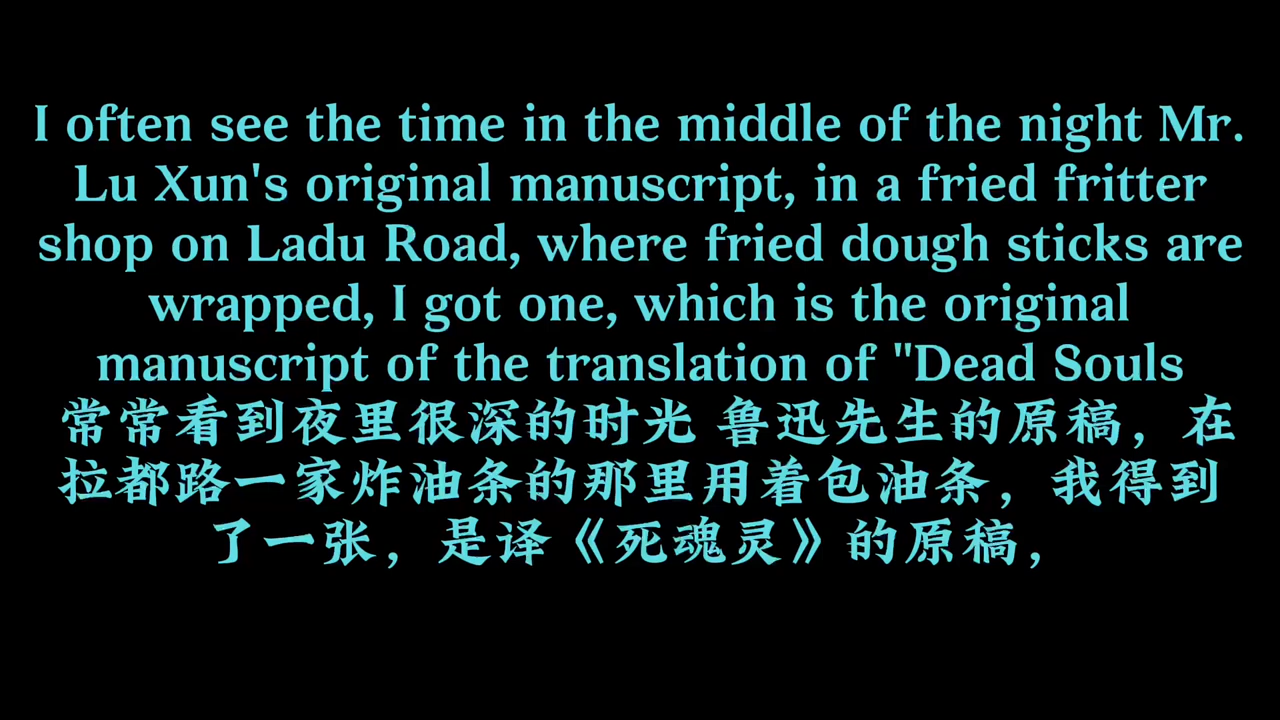 I often see the time in the middle of the night Mr.
Lu Xun's original manuscript, in a fried fritter
shop on Ladu Road, where fried dough sticks are
wrapped, I got one, which is the original
manuscript of the translation of "Dead Souls
常常看到夜里很深的时光 鲁迅先生的原稿，在
拉都路一家炸油条的那里用着包油条，我得到
了一张，是译《死魂灵》的原稿，